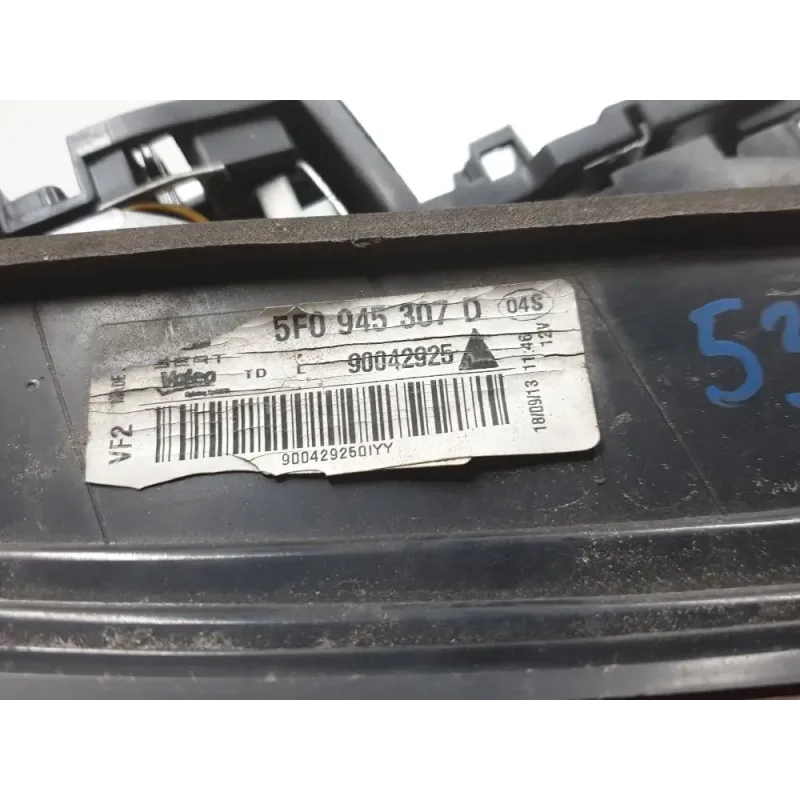 5F0 945 307 D 04S
Valeo TD L 90042925
VF2
900429250IYY
18/09/13 11:46
12V
53